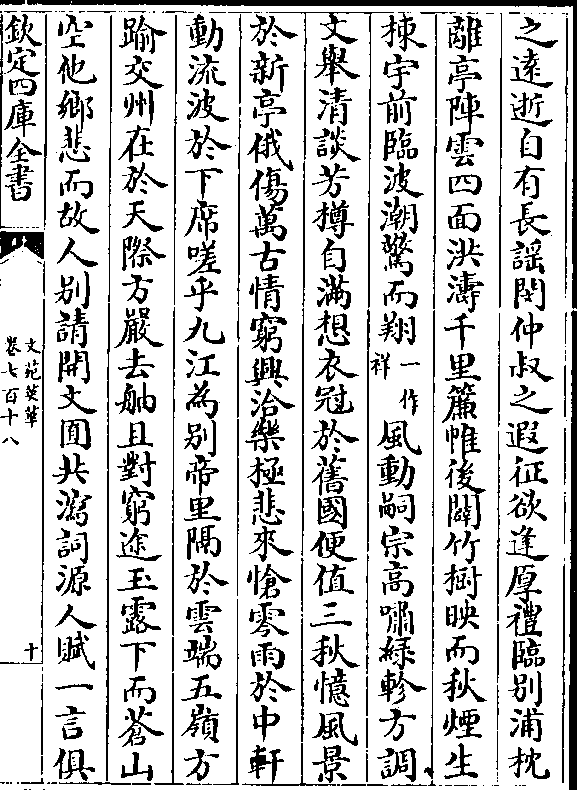 之遠逝自有長謡閔仲叔之遐征欲逢厚禮臨别浦枕
離亭陣雲四面洪濤千里簾帷後闢竹樹映而秋煙生
棟宇前臨波潮驚而翔一作祥風動嗣宗高嘯緑軫方調
文舉清談芳樽自滿想衣冠於舊國便值三秋憶風景
於新亭俄傷萬古情窮興洽樂極悲來愴零雨於中軒
動流波於下席嗟乎九江為别帝里隔於雲端五嶺方
踰交州在於天際方嚴去舳且對窮途玉露下而蒼山
空他鄉悲而故人别請開文囿共瀉詞源人賦一言俱
欽定四庫全書
文苑英華
卷七百十八
十